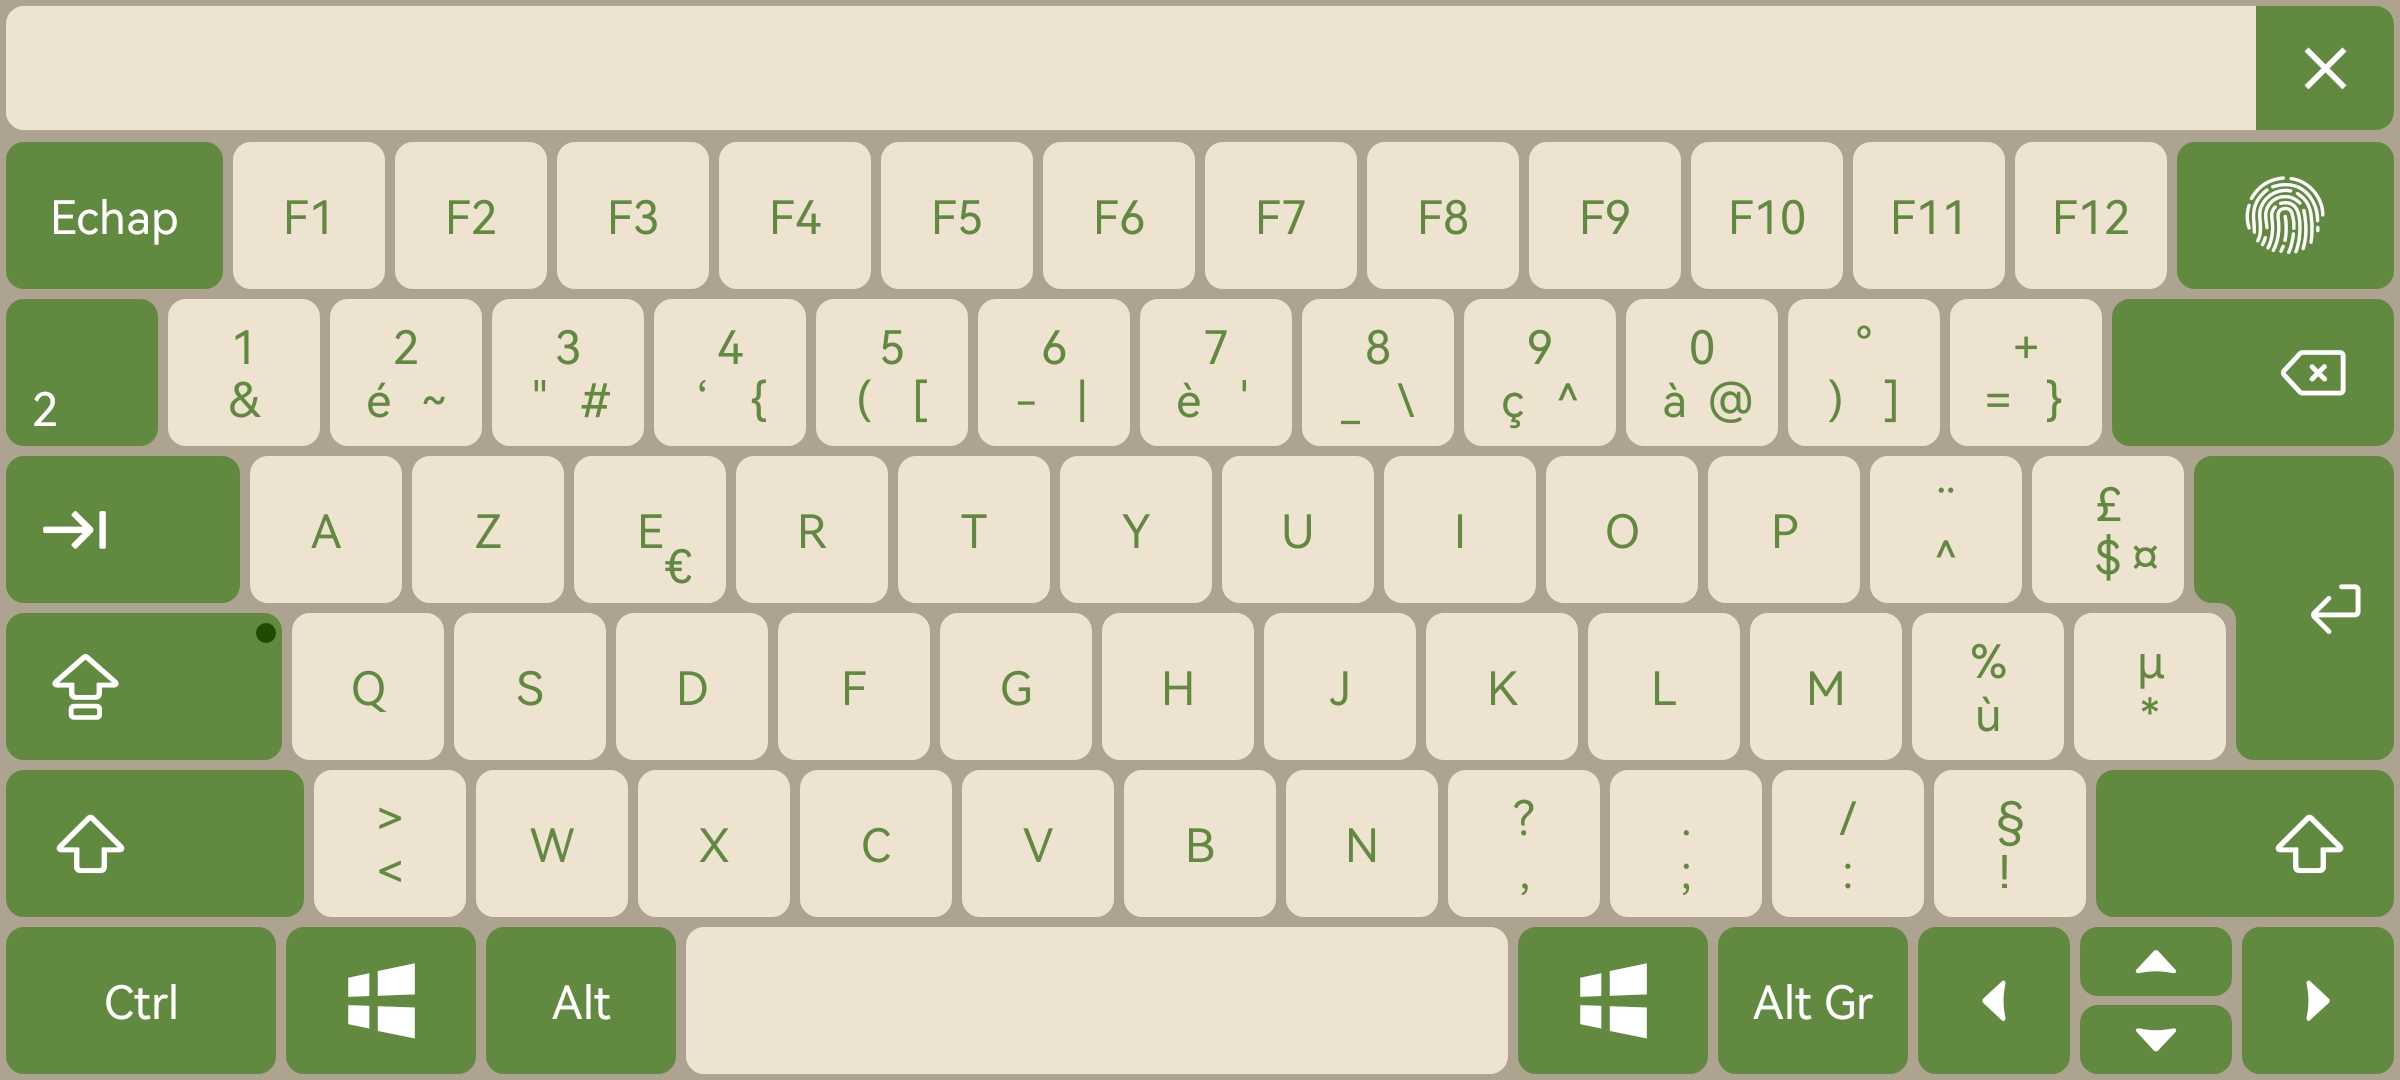 Echap F1 F2 F3 F4 F5 F6 F7 F8 F9 F10 F11 F12
1 2 3 4 5 6 7 8 9 0 ° +
2 & é ~ " # ‘ { ( [ - | è ' _ \ ç ^ à @ ) ] = }
A Z E € R T Y U I O P ¨ ^ £ $ ¤
Q S D F G H J K L M % ù µ *
> < W X C V B N ? , . ; / : § !
Ctrl Alt Alt Gr